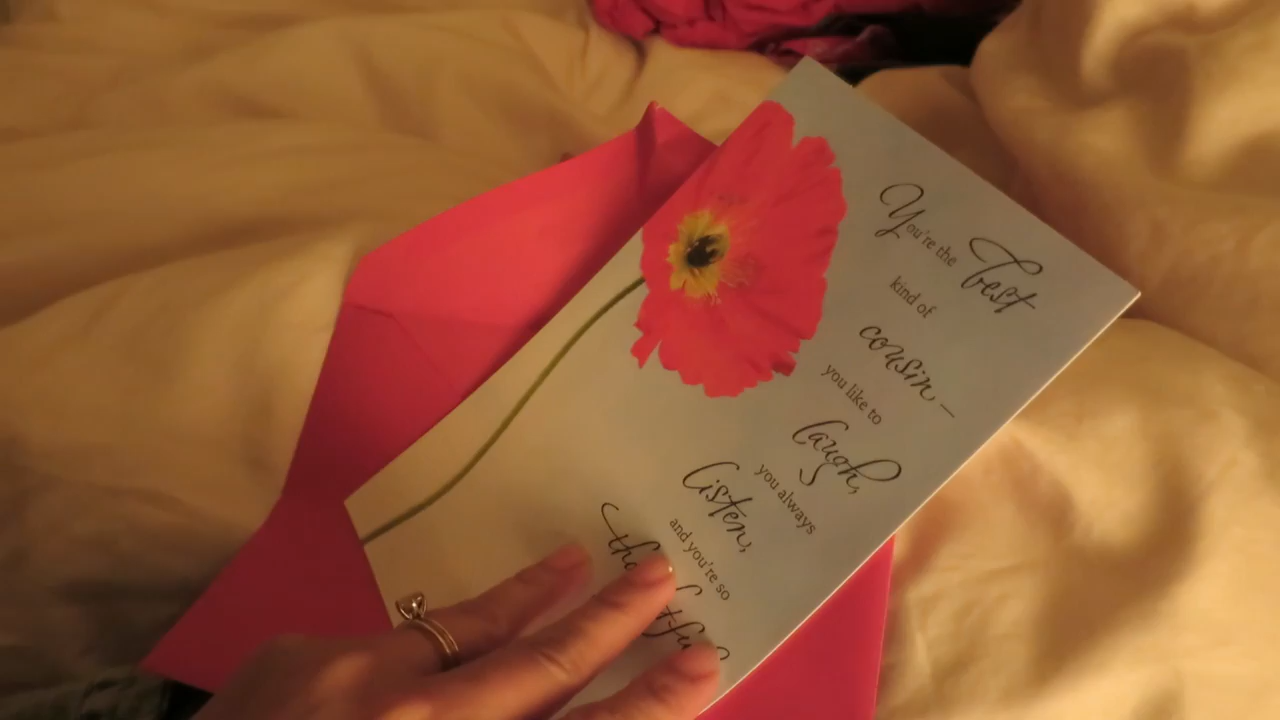 You're the best
kind of
cousin—
you like to
laugh,
you always
listen,
and you're so